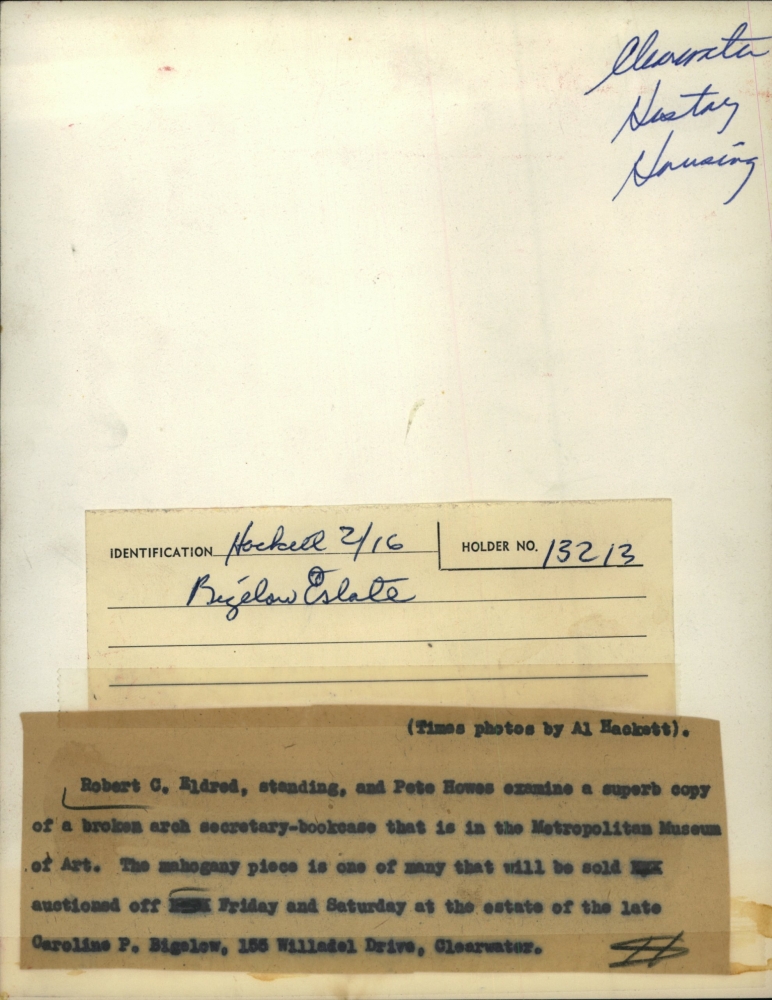 Clearwater
History
Housing
IDENTIFICATION Hackett 2/16 HOLDER NO. 13213
Bigelow Estate
(Times photos by Al Hackett).
Robert C. Eldred, standing, and Pete Howes examine a superb copy
of a broken arch secretary-bookcase that is in the Metropolitan Museum
of Art. The mahogany piece is one of many that will be sold
auctioned off Friday and Saturday at the estate of the late
Caroline P. Bigelow, 155 Willadel Drive, Clearwater.